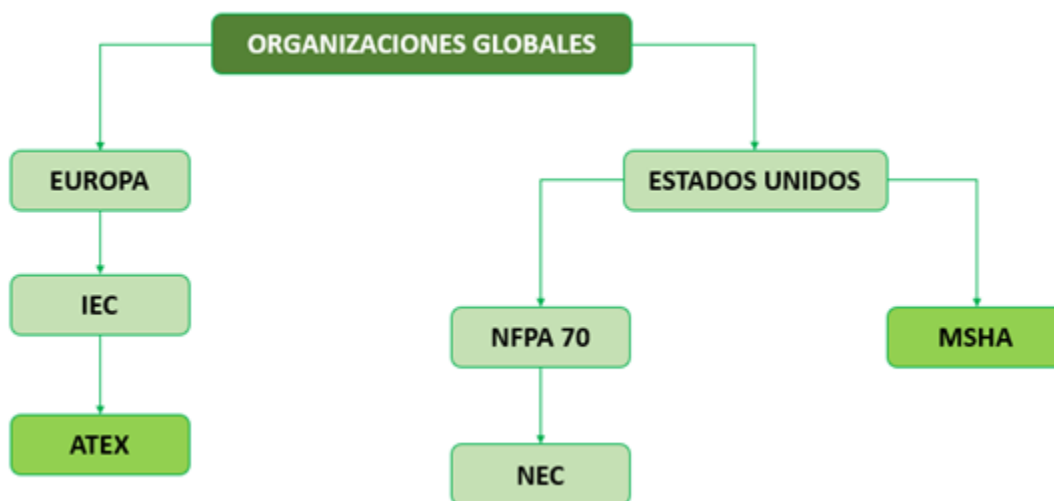 ORGANIZACIONES GLOBALES
EUROPA
ESTADOS UNIDOS
IEC
NFPA 70
MSHA
ATEX
NEC